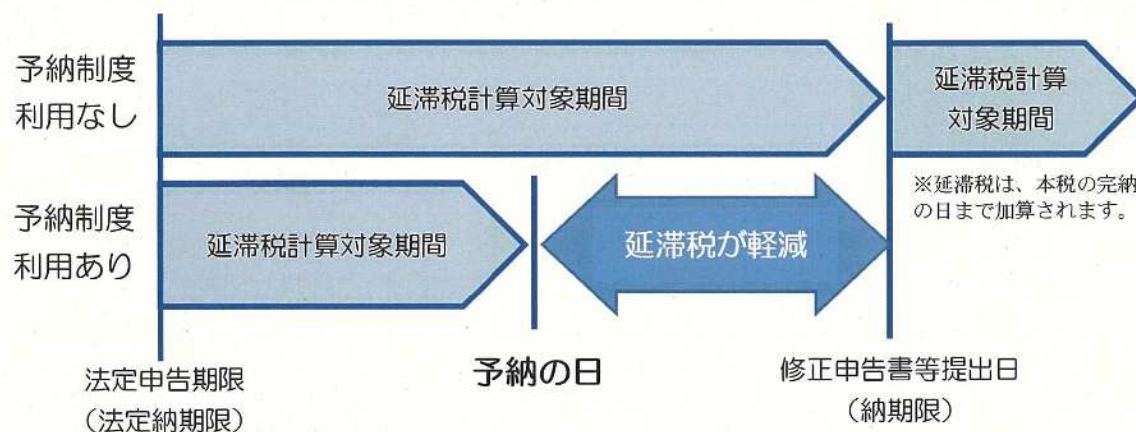 予納制度
利用なし
延滞税計算対象期間
延滞税計算
対象期間
※延滞税は、本税の完納
の日まで加算されます。
予納制度
利用あり
延滞税計算対象期間
延滞税が軽減
法定申告期限
（法定納期限）
予納の日
修正申告書等提出日
（納期限）